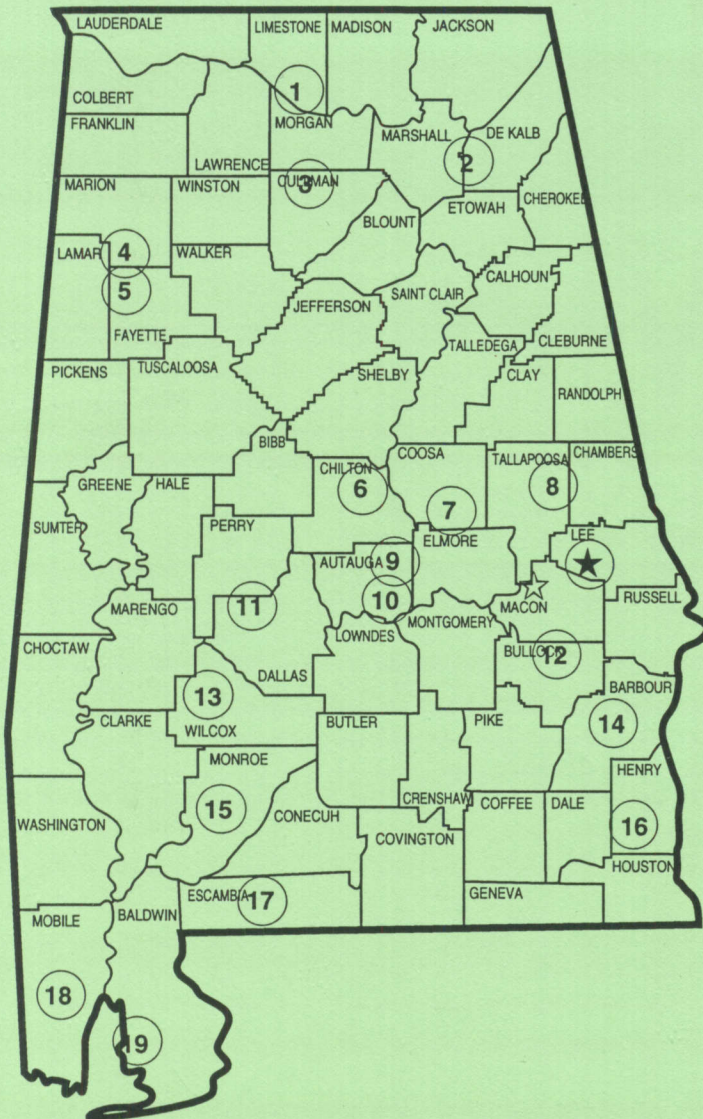 LAUDERDALE
LIMESTONE
MADISON
JACKSON
COLBERT
1
FRANKLIN
MORGAN
MARSHALL
DE KALB
2
LAWRENCE
MARION
WINSTON
CULLMAN
3
CHEROKEE
ETOWAH
BLOUNT
LAMAR
4
WALKER
CALHOUN
5
SAINT CLAIR
JEFFERSON
FAYETTE
TALLEDEGA
CLEBURNE
PICKENS
TUSCALOOSA
SHELBY
CLAY
RANDOLPH
BIBB
COOSA
TALLAPOOSA
CHAMBERS
CHILTON
GREENE
HALE
6
8
7
SUMTER
PERRY
ELMORE
LEE
AUTAUGA
9
10
11
MARENGO
MACON
RUSSELL
MONTGOMERY
LOWNDES
CHOCTAW
BULLOCK
12
DALLAS
13
BARBOUR
CLARKE
WILCOX
BUTLER
PIKE
14
MONROE
HENRY
15
CRENSHAW
COFFEE
DALE
CONECUH
WASHINGTON
COVINGTON
16
HOUSTON
ESCAMBIA
17
GENEVA
MOBILE
BALDWIN
18
19